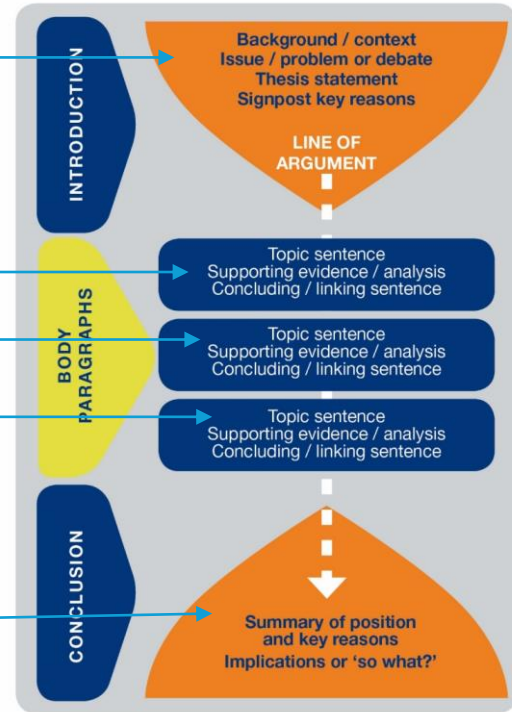 INTRODUCTION
Background / context
Issue / problem or debate
Thesis statement
Signpost key reasons
LINE OF
ARGUMENT
BODY
PARAGRAPHS
Topic sentence
Supporting evidence / analysis
Concluding / linking sentence
Topic sentence
Supporting evidence / analysis
Concluding / linking sentence
Topic sentence
Supporting evidence / analysis
Concluding / linking sentence
CONCLUSION
Summary of position
and key reasons
Implications or ‘so what?’